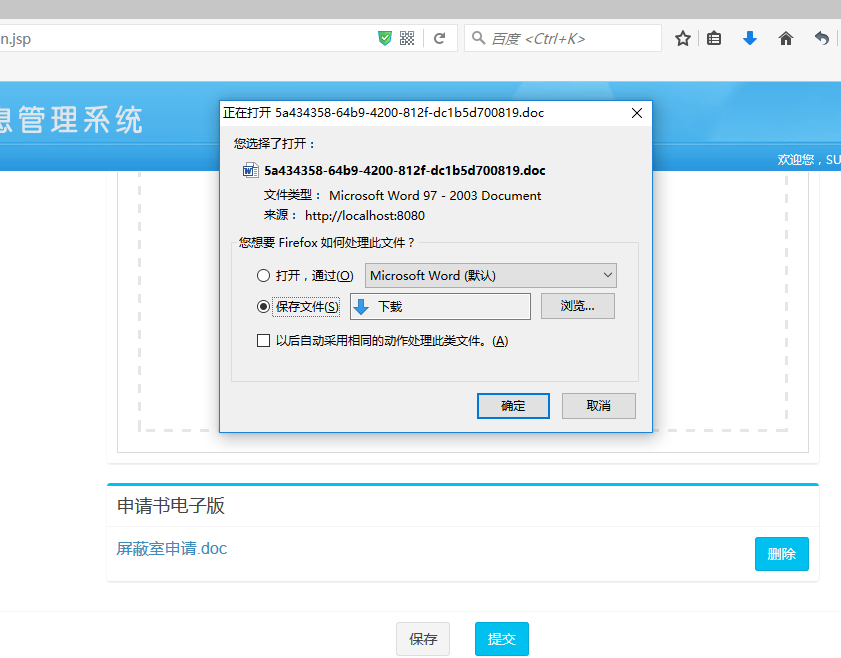 n.jsp
百度 <Ctrl+K>
息管理系统
欢迎您，SU
正在打开 5a434358-64b9-4200-812f-dc1b5d700819.doc
您选择了打开：
5a434358-64b9-4200-812f-dc1b5d700819.doc
文件类型： Microsoft Word 97 - 2003 Document
来源： http://localhost:8080
您想要 Firefox 如何处理此文件？
打开，通过(O) Microsoft Word (默认)
保存文件(S) 下载 浏览...
以后自动采用相同的动作处理此类文件。(A)
确定 取消
申请书电子版
屏蔽室申请.doc 删除
保存 提交